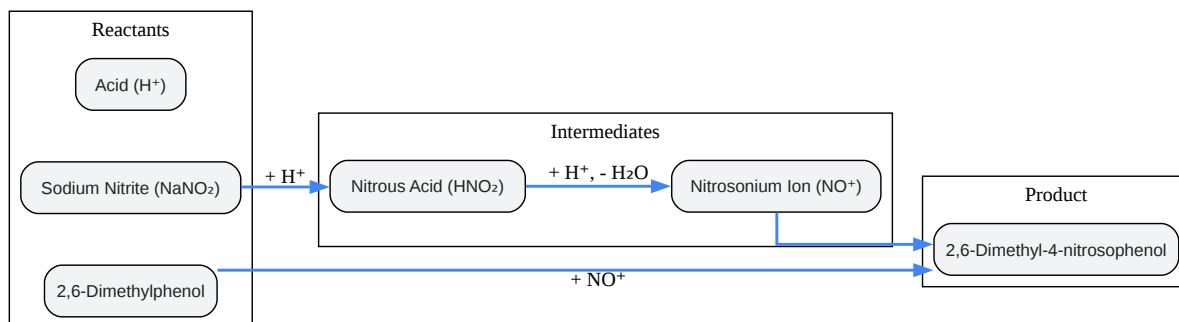 Reactants
Acid (H⁺)
Intermediates
Sodium Nitrite (NaNO₂)
+ H⁺
Nitrous Acid (HNO₂)
+ H⁺, - H₂O
Nitrosonium Ion (NO⁺)
Product
2,6-Dimethyl-4-nitrosophenol
2,6-Dimethylphenol
+ NO⁺